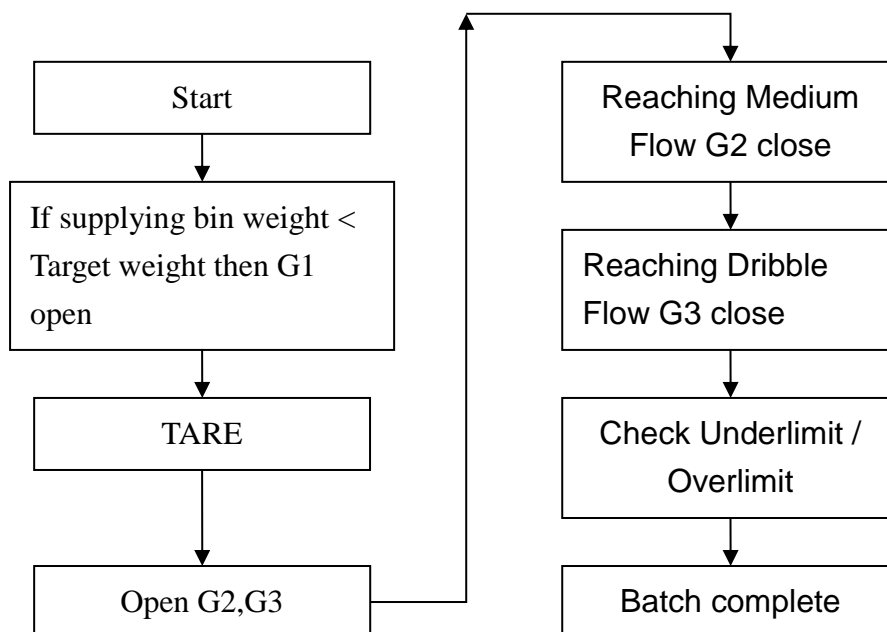 Start
If supplying bin weight <
Target weight then G1
open
TARE
Open G2,G3
Reaching Medium
Flow G2 close
Reaching Dribble
Flow G3 close
Check Underlimit /
Overlimit
Batch complete